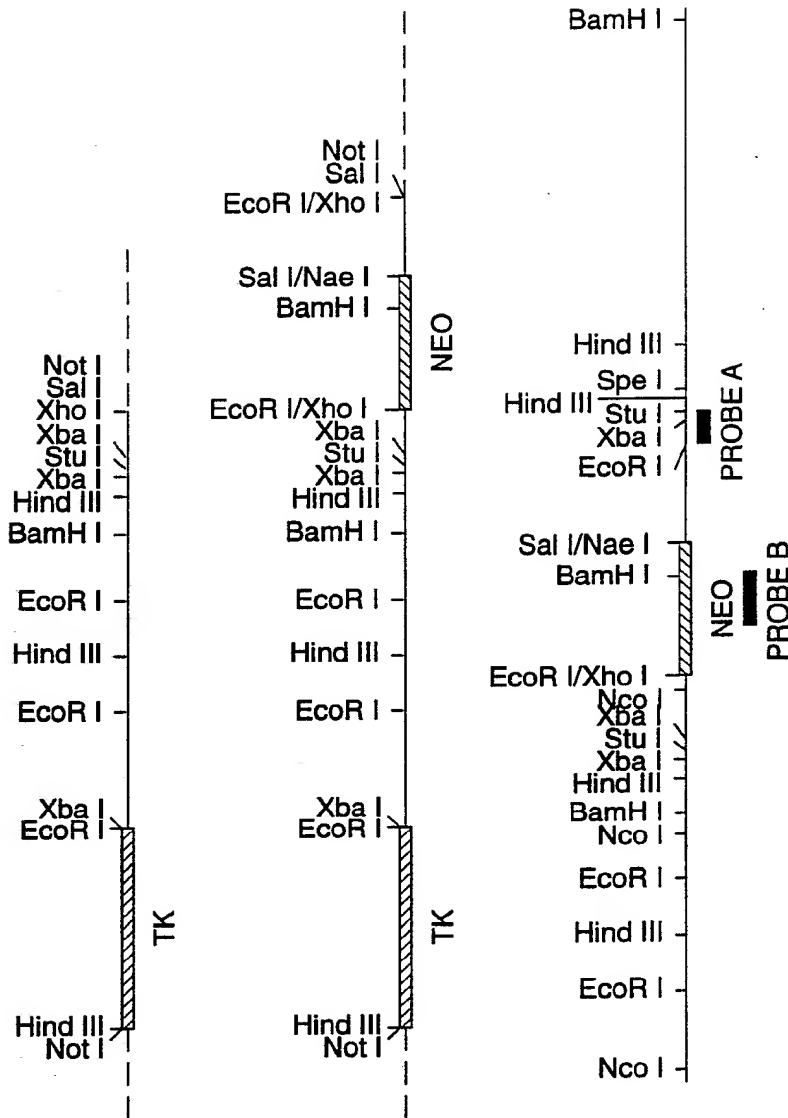 Not I
Sal I
Xho I
Xba I
Stu I
Xba I
Hind III
BamH I
EcoR I
Hind III
EcoR I
Xba I
EcoR I
TK
Hind III
Not I
Not I
Sal I
EcoR I/Xho I
Sal I/Nae I
BamH I
NEO
EcoR I/Xho I
Xba I
Stu I
Xba I
Hind III
BamH I
EcoR I
Hind III
EcoR I
Xba I
EcoR I
TK
Hind III
Not I
BamH I
Hind III
Spe I
Hind III
Stu I
Xba I
EcoR I
PROBE A
Sal I/Nae I
BamH I
NEO
PROBE B
EcoR I/Xho I
Nco I
Xba I
Stu I
Xba I
Hind III
BamH I
Nco I
EcoR I
Hind III
EcoR I
Nco I